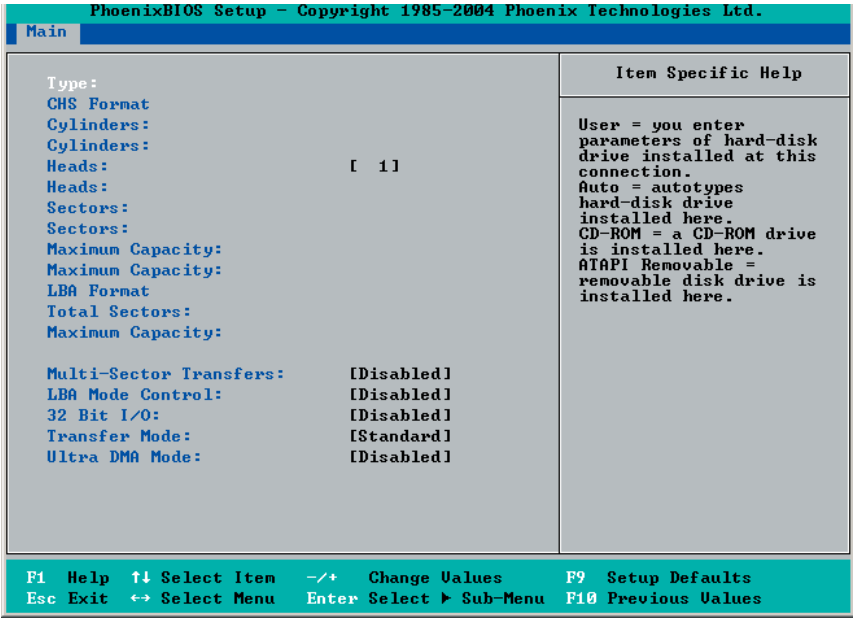 PhoenixBIOS Setup – Copyright 1985–2004 Phoenix Technologies Ltd.
Main
Type:
CHS Format
Cylinders:
Cylinders:
Heads: [ 1]
Heads:
Sectors:
Sectors:
Maximum Capacity:
Maximum Capacity:
LBA Format
Total Sectors:
Maximum Capacity:
Multi-Sector Transfers: [Disabled]
LBA Mode Control: [Disabled]
32 Bit I/O: [Disabled]
Transfer Mode: [Standard]
Ultra DMA Mode: [Disabled]
Item Specific Help
User = you enter
parameters of hard-disk
drive installed at this
connection.
Auto = autotypes
hard-disk drive
installed here.
CD-ROM = a CD-ROM drive
is installed here.
ATAPI Removable =
removable disk drive is
installed here.
F1 Help ↑↓ Select Item -/+ Change Values F9 Setup Defaults
Esc Exit ↔ Select Menu Enter Select ▶ Sub-Menu F10 Previous Values